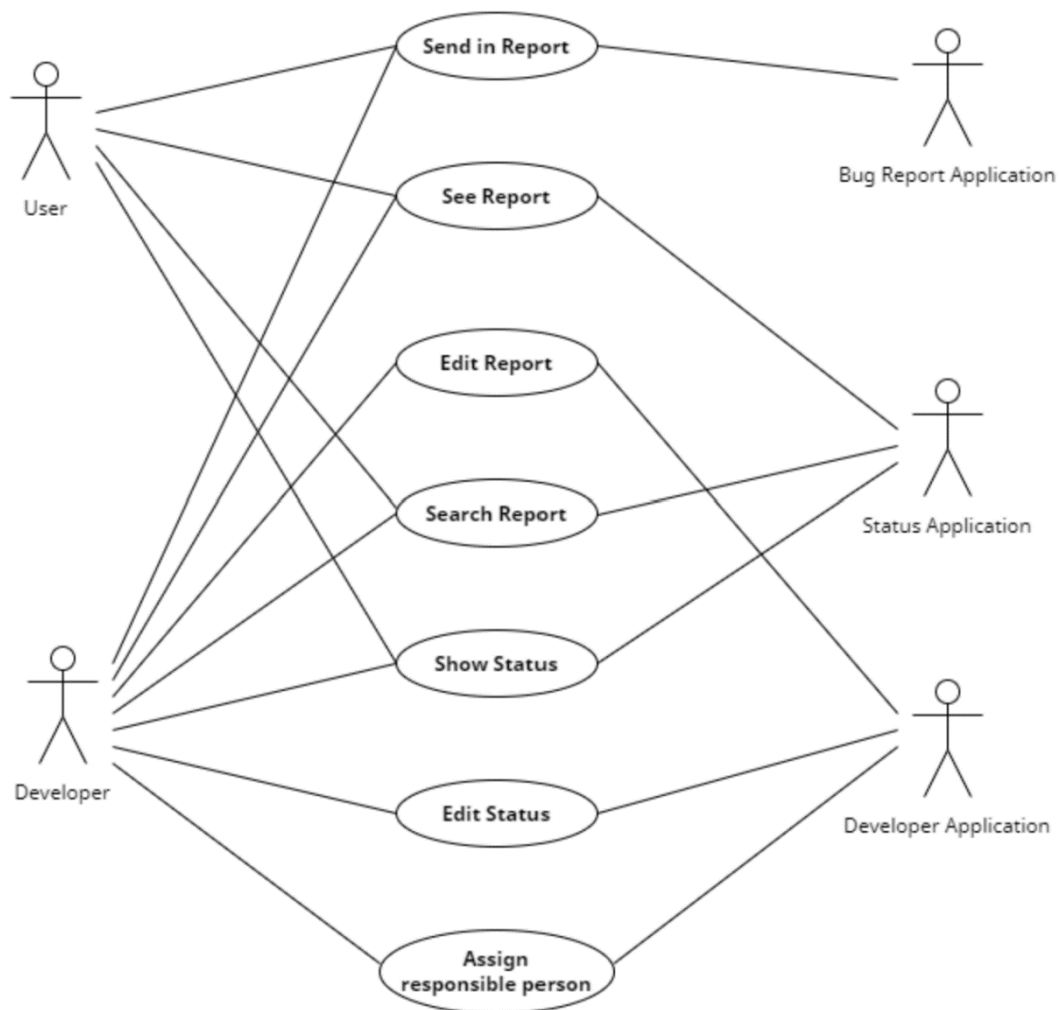 Send in Report
Bug Report Application
User
See Report
Edit Report
Search Report
Status Application
Show Status
Developer
Edit Status
Developer Application
Assign
responsible person